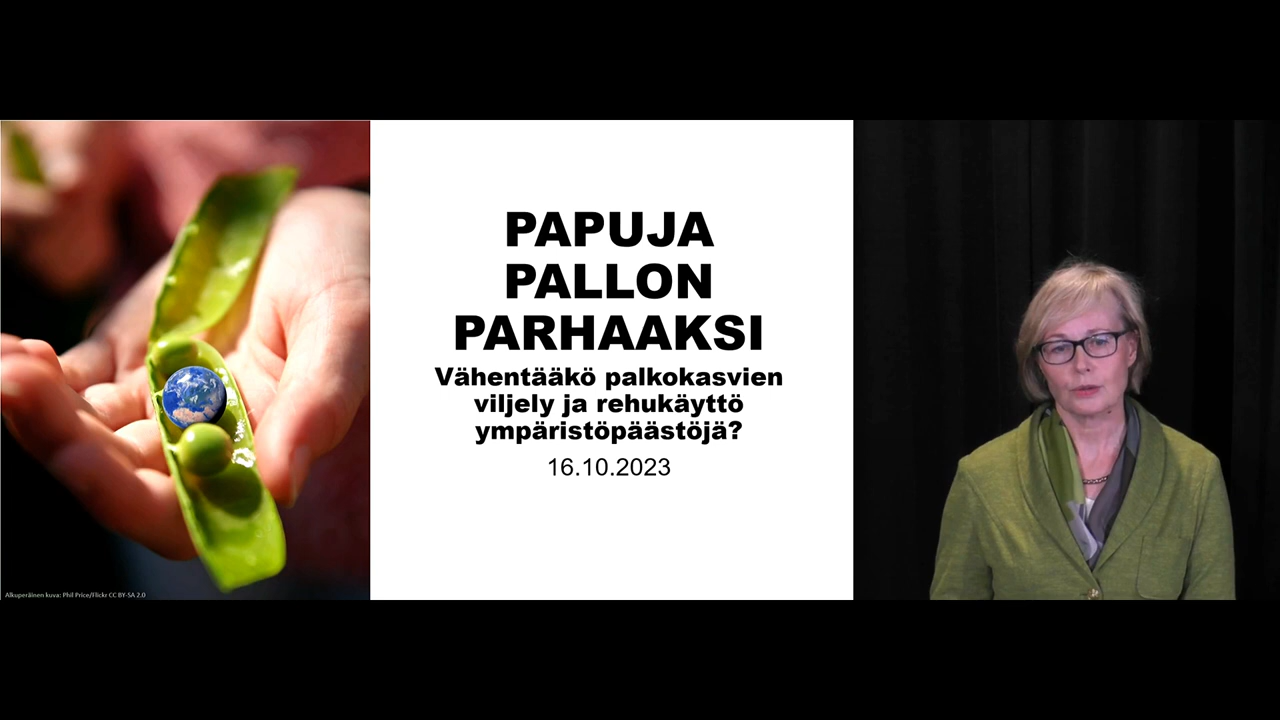 PAPUJA
PALLON
PARHAAKSI
Vähentääkö palkokasvien
viljely ja rehukäyttö
ympäristöpäästöjä?
16.10.2023
Alkuperäinen kuva: Phil Price/Flickr CC BY-SA 2.0